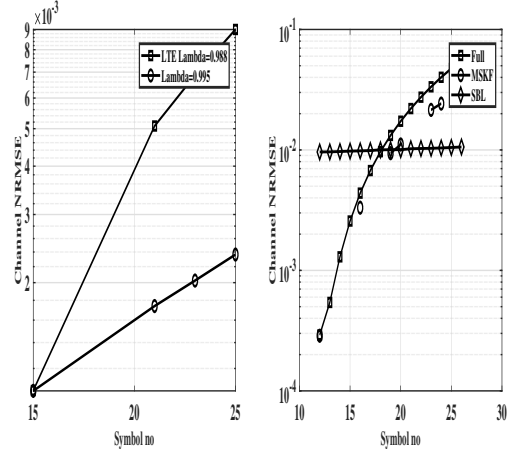 ×10⁻³
9
8
7
6
5
4
3
2
15
20
25
Channel NRMSE
Symbol no
LTE Lambda=0.988
Lambda=0.995
10⁻¹
10⁻²
10⁻³
10⁻⁴
10
15
20
25
30
Channel NRMSE
Symbol no
Full
MSKF
SBL